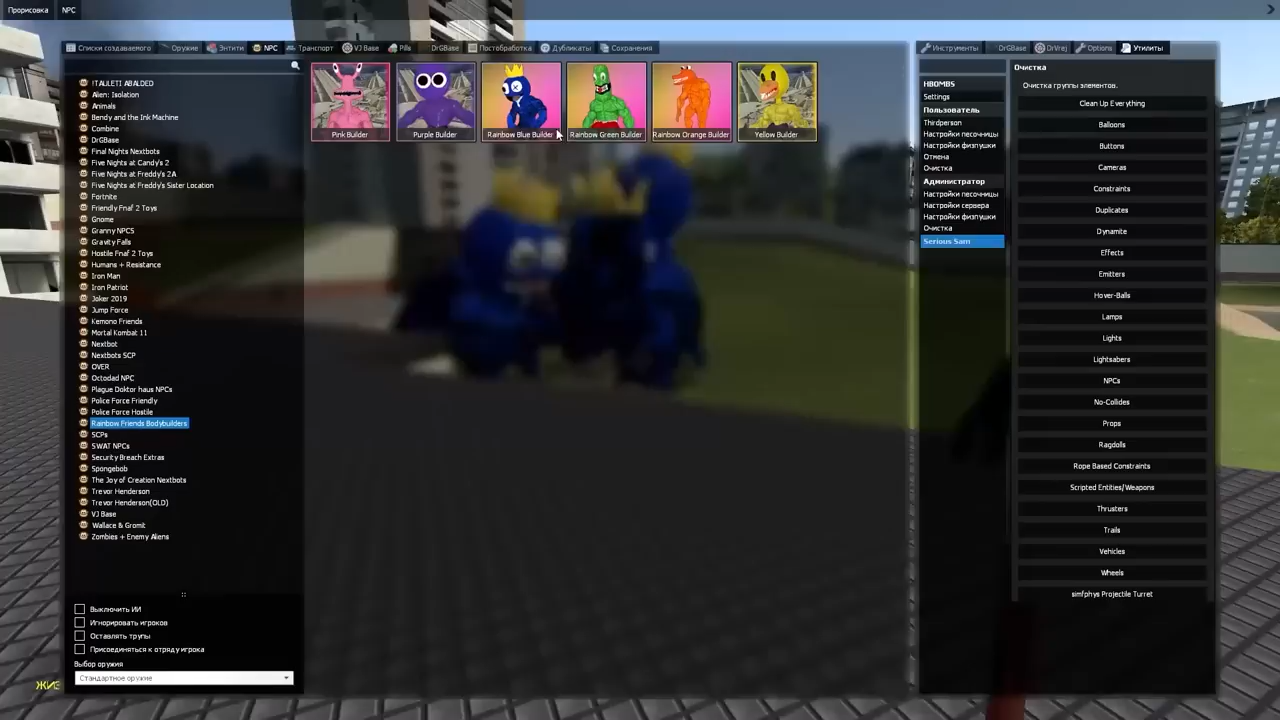 Прорисовка NPC
Списки создаваемого Оружие Энтити NPC Транспорт VJ Base Pills DrGBase Постобработка Дубликаты Сохранения
Инструменты DrGBase DrVrej Options Утилиты
!TAULETI ABALDED
Alien: Isolation
Animals
Bendy and the Ink Machine
Combine
DrGBase
Final Nights Nextbots
Five Nights at Candy's 2
Five Nights at Freddy's 2A
Five Nights at Freddy's Sister Location
Fortnite
Friendly Fnaf 2 Toys
Gnome
Granny NPCS
Gravity Falls
Hostile Fnaf 2 Toys
Humans + Resistance
Iron Man
Iron Patriot
Joker 2019
Jump Force
Kemono Friends
Mortal Kombat 11
Nextbot
Nextbots SCP
OVER
Octodad NPC
Plague Doktor haus NPCs
Police Force Friendly
Police Force Hostile
Rainbow Friends Bodybuilders
SCPs
SWAT NPCs
Security Breach Extras
Spongebob
The Joy of Creation Nextbots
Trevor Henderson
Trevor Henderson(OLD)
VJ Base
Wallace & Gromit
Zombies + Enemy Aliens
Выключить ИИ
Игнорировать игроков
Оставлять трупы
Присоединяться к отряду игрока
Выбор оружия
Стандартное оружие
Pink Builder Purple Builder Rainbow Blue Builder Rainbow Green Builder Rainbow Orange Builder Yellow Builder
HBOMBS
Settings
Пользователь
Thirdperson
Настройки песочницы
Настройки физпушки
Отмена
Очистка
Администратор
Настройки песочницы
Настройки сервера
Настройки физпушки
Очистка
Serious Sam
Очистка
Очистка группы элементов.
Clean Up Everything
Balloons
Buttons
Cameras
Constraints
Duplicates
Dynamite
Effects
Emitters
Hover-Balls
Lamps
Lights
Lightsabers
NPCs
No-Collides
Props
Ragdolls
Rope Based Constraints
Scripted Entities/Weapons
Thrusters
Trails
Vehicles
Wheels
simfphys Projectile Turret